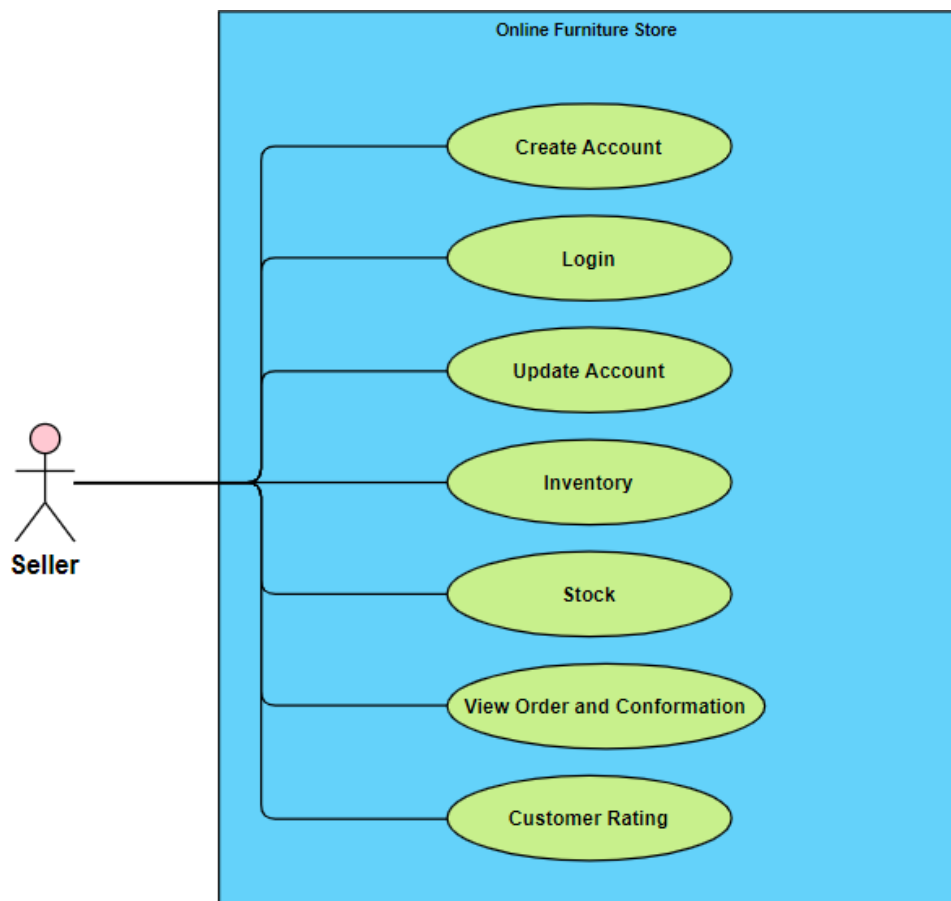 Online Furniture Store
Create Account
Login
Update Account
Inventory
Seller
Stock
View Order and Conformation
Customer Rating